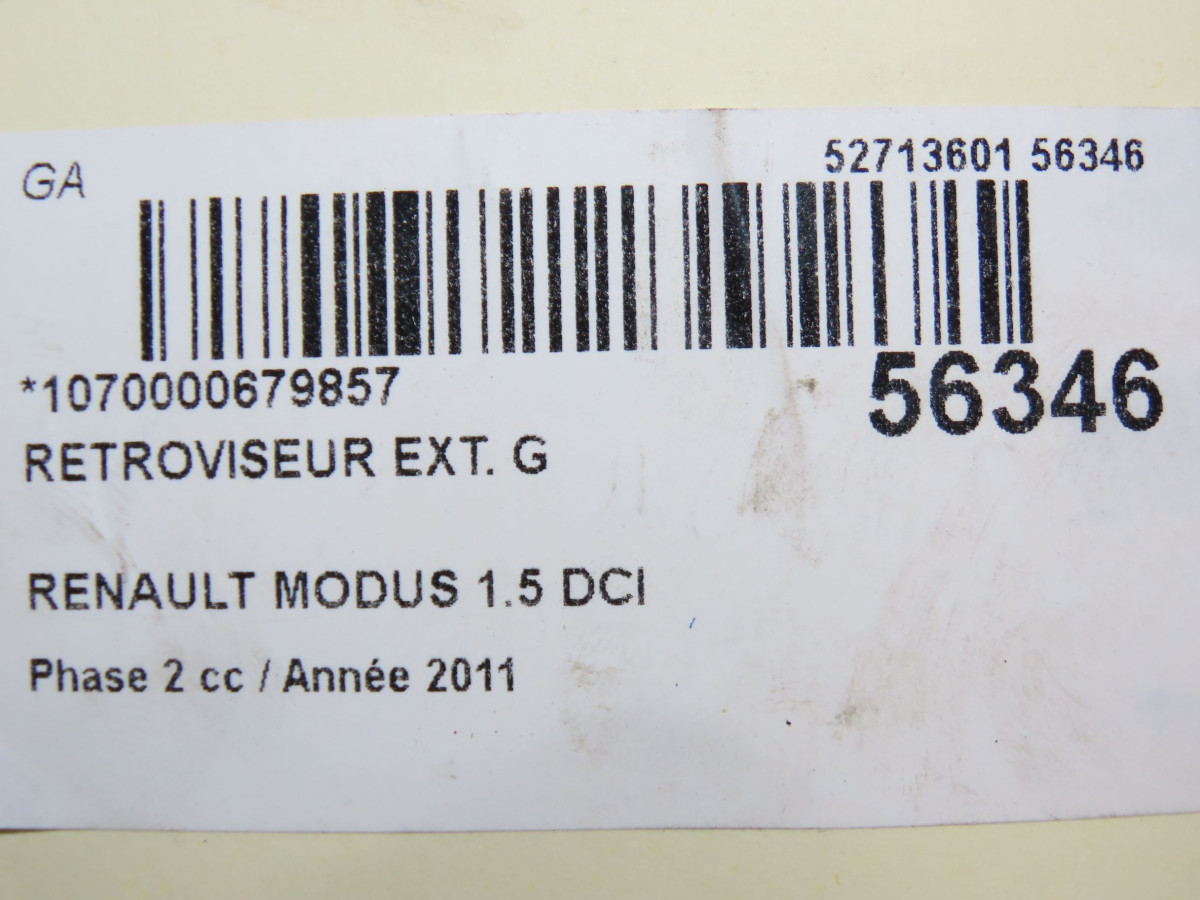 GA
52713601 56346
*1070000679857
56346
RETROVISEUR EXT. G
RENAULT MODUS 1.5 DCI
Phase 2 cc / Année 2011